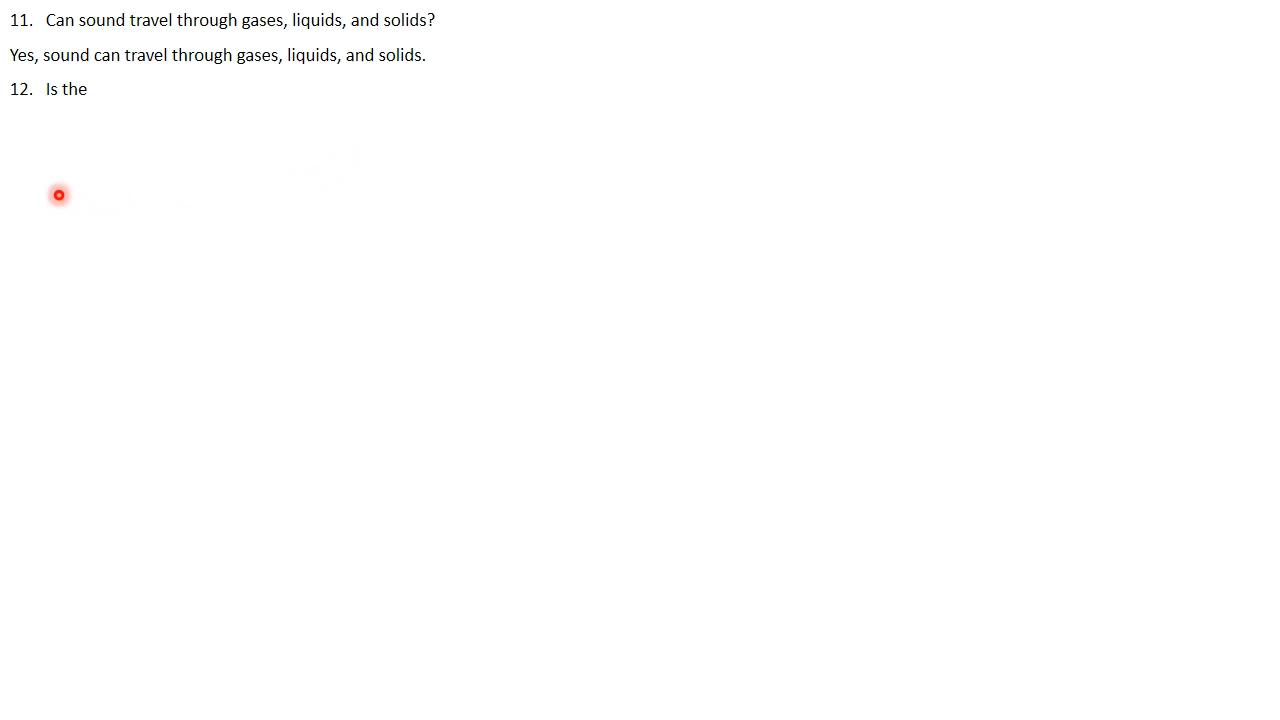 11. Can sound travel through gases, liquids, and solids?
Yes, sound can travel through gases, liquids, and solids.
12. Is the